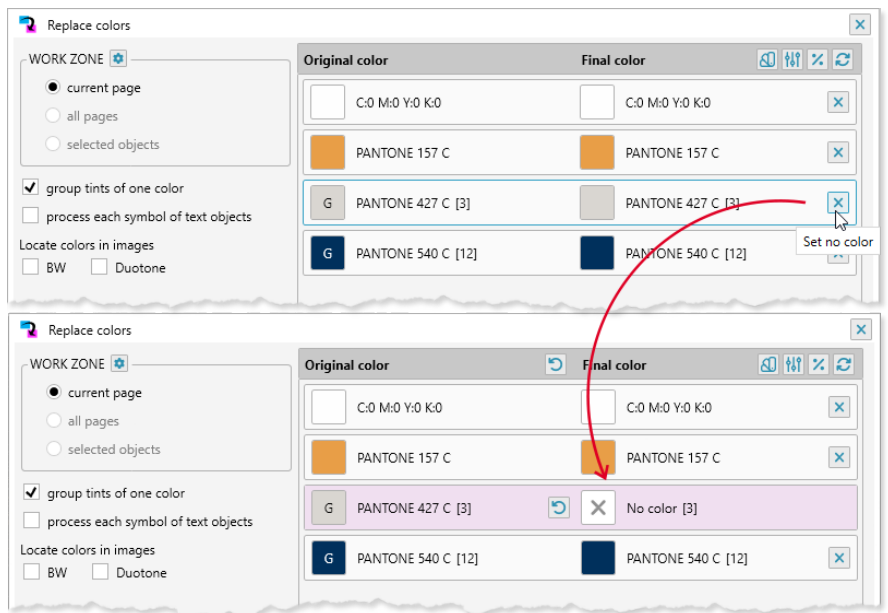 Replace colors
WORK ZONE
current page
all pages
selected objects
group tints of one color
process each symbol of text objects
Locate colors in images
BW Duotone
Original color Final color
C:0 M:0 Y:0 K:0 C:0 M:0 Y:0 K:0
PANTONE 157 C PANTONE 157 C
G PANTONE 427 C [3] PANTONE 427 C [3]
Set no color
G PANTONE 540 C [12] PANTONE 540 C [12]
Replace colors
WORK ZONE
current page
all pages
selected objects
group tints of one color
process each symbol of text objects
Locate colors in images
BW Duotone
Original color Final color
C:0 M:0 Y:0 K:0 C:0 M:0 Y:0 K:0
PANTONE 157 C PANTONE 157 C
G PANTONE 427 C [3] No color [3]
G PANTONE 540 C [12] PANTONE 540 C [12]